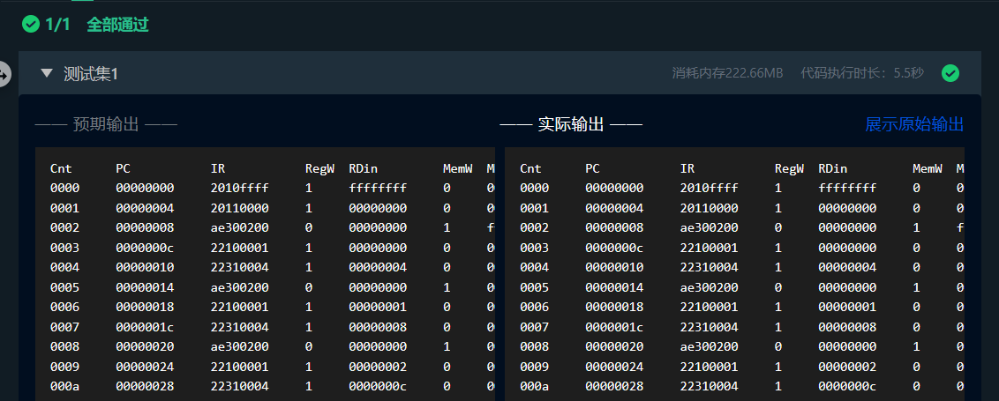 1/1 全部通过
测试集1 消耗内存222.66MB 代码执行时长：5.5秒
—— 预期输出 —— —— 实际输出 —— 展示原始输出
Cnt PC IR RegW RDin MemW M Cnt PC IR RegW RDin MemW M
0000 00000000 2010ffff 1 ffffffff 0 0 0000 00000000 2010ffff 1 ffffffff 0 0
0001 00000004 20110000 1 00000000 0 0 0001 00000004 20110000 1 00000000 0 0
0002 00000008 ae300200 0 00000000 1 f 0002 00000008 ae300200 0 00000000 1 f
0003 0000000c 22100001 1 00000000 0 0 0003 0000000c 22100001 1 00000000 0 0
0004 00000010 22310004 1 00000004 0 0 0004 00000010 22310004 1 00000004 0 0
0005 00000014 ae300200 0 00000000 1 0 0005 00000014 ae300200 0 00000000 1 0
0006 00000018 22100001 1 00000001 0 0 0006 00000018 22100001 1 00000001 0 0
0007 0000001c 22310004 1 00000008 0 0 0007 0000001c 22310004 1 00000008 0 0
0008 00000020 ae300200 0 00000000 1 0 0008 00000020 ae300200 0 00000000 1 0
0009 00000024 22100001 1 00000002 0 0 0009 00000024 22100001 1 00000002 0 0
000a 00000028 22310004 1 0000000c 0 0 000a 00000028 22310004 1 0000000c 0 0